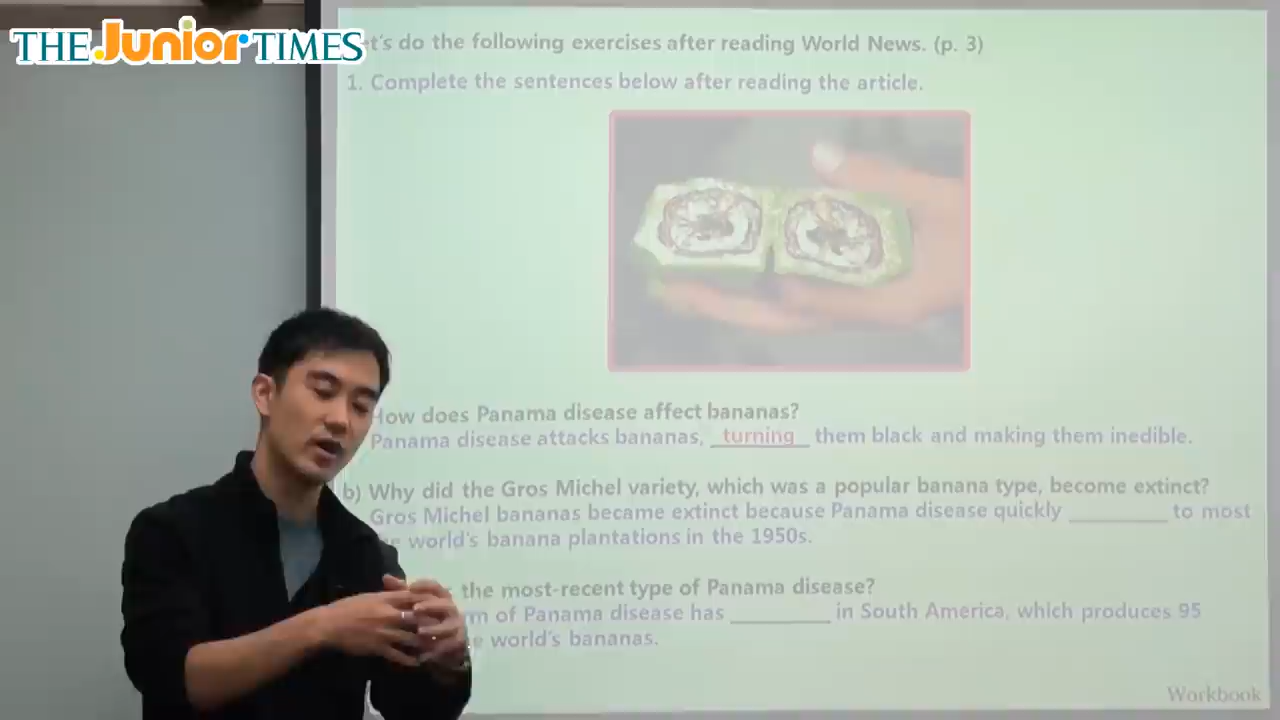 THE Junior TIMES
t's do the following exercises after reading World News. (p. 3)
1. Complete the sentences below after reading the article.
How does Panama disease affect bananas?
Panama disease attacks bananas, turning them black and making them inedible.
b) Why did the Gros Michel variety, which was a popular banana type, become extinct?
Gros Michel bananas became extinct because Panama disease quickly _________ to most
world's banana plantations in the 1950s.
the most-recent type of Panama disease?
of Panama disease has _________ in South America, which produces 95
world's bananas.
Workbook